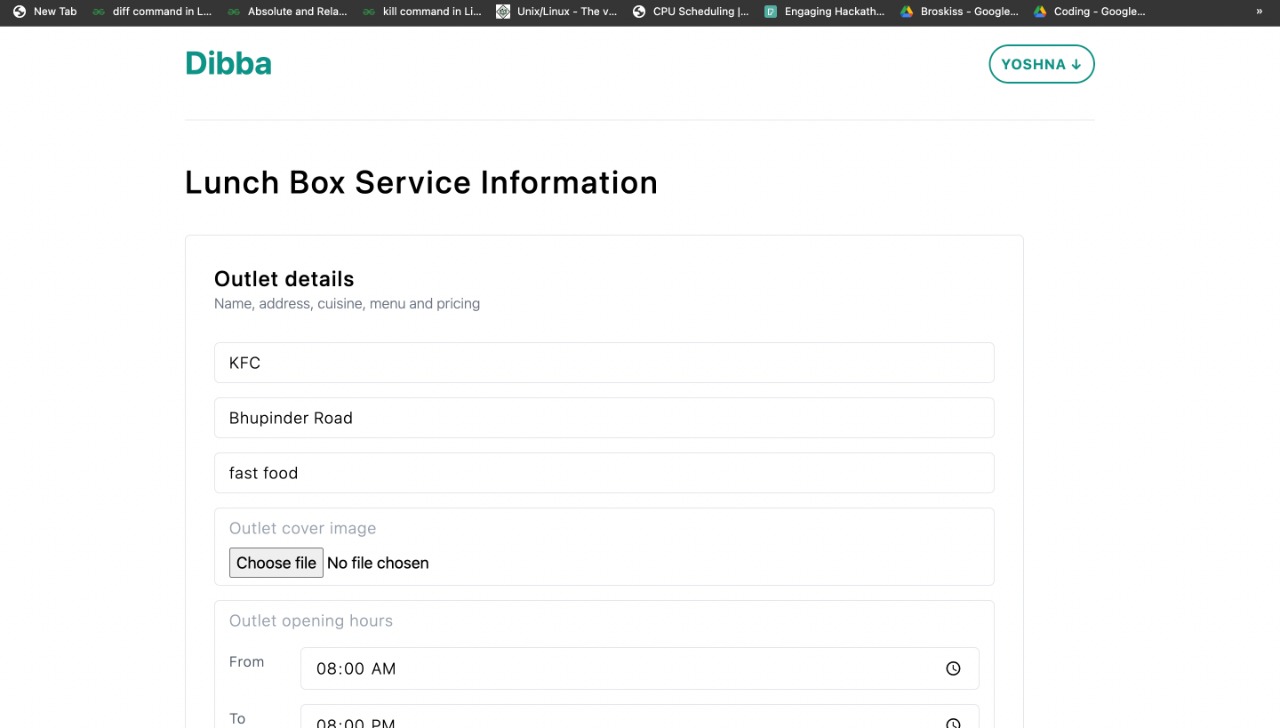 New Tab diff command in L... Absolute and Rela... kill command in Li... Unix/Linux - The v... CPU Scheduling |... Engaging Hackath... Broskiss - Google... Coding - Google... »
Dibba YOSHNA ↓
Lunch Box Service Information
Outlet details
Name, address, cuisine, menu and pricing
KFC
Bhupinder Road
fast food
Outlet cover image
Choose file No file chosen
Outlet opening hours
From 08:00 AM
To 08:00 PM